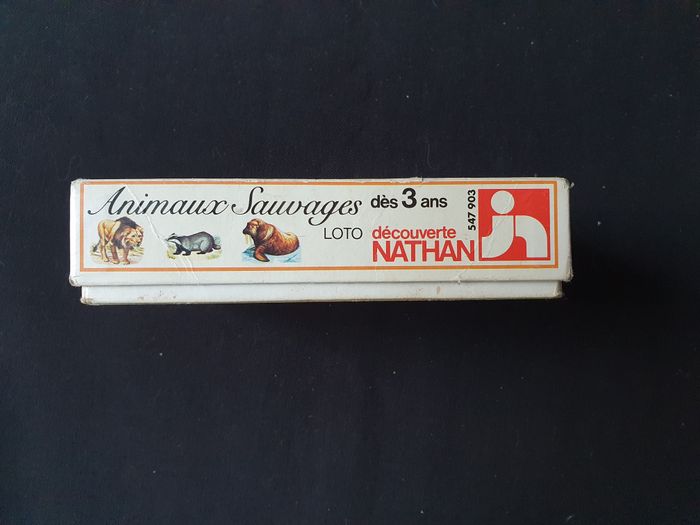 Animaux Sauvages
dès 3 ans
LOTO
découverte
NATHAN
547 903